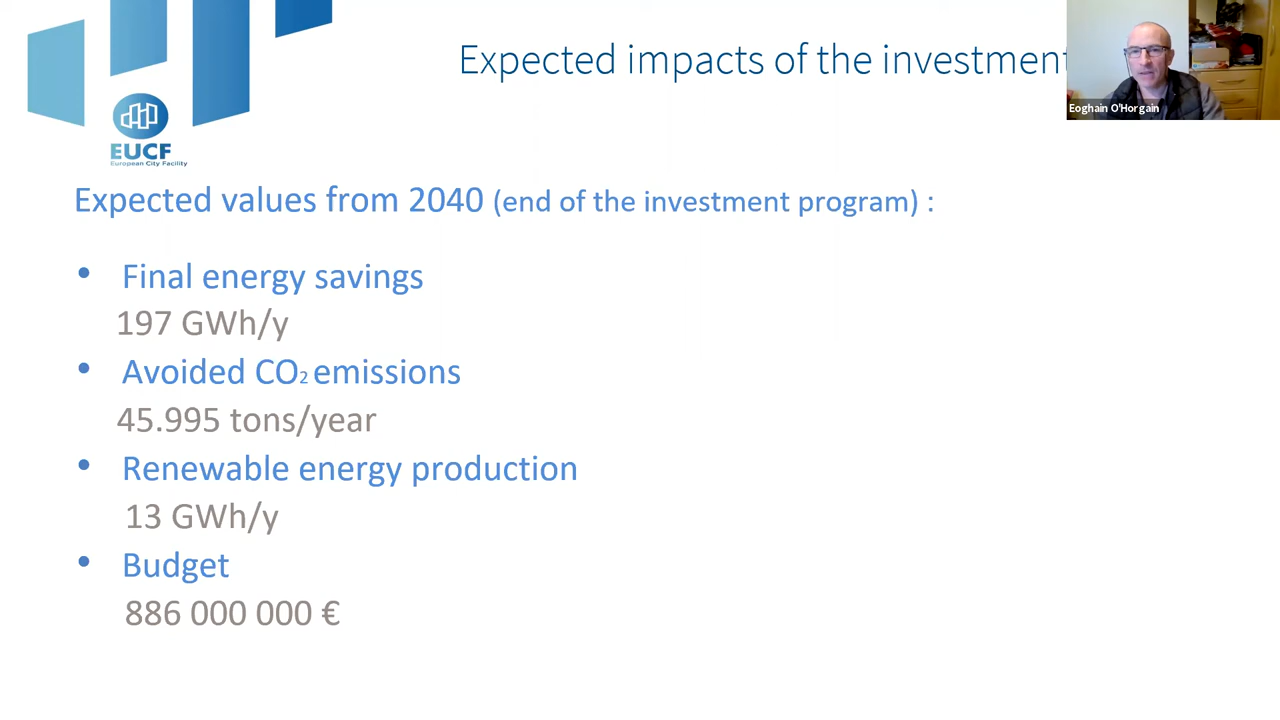 Expected impacts of the investment
Eoghain O'Horgain
EUCF
European City Facility
Expected values from 2040 (end of the investment program) :
• Final energy savings
197 GWh/y
• Avoided CO₂ emissions
45.995 tons/year
• Renewable energy production
13 GWh/y
• Budget
886 000 000 €